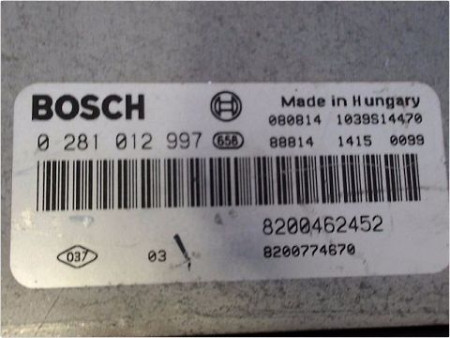 BOSCH
Made in Hungary
080814 1039S14470
0 281 012 997 656
88814 1415 0099
8200462452
037 03
8200774670